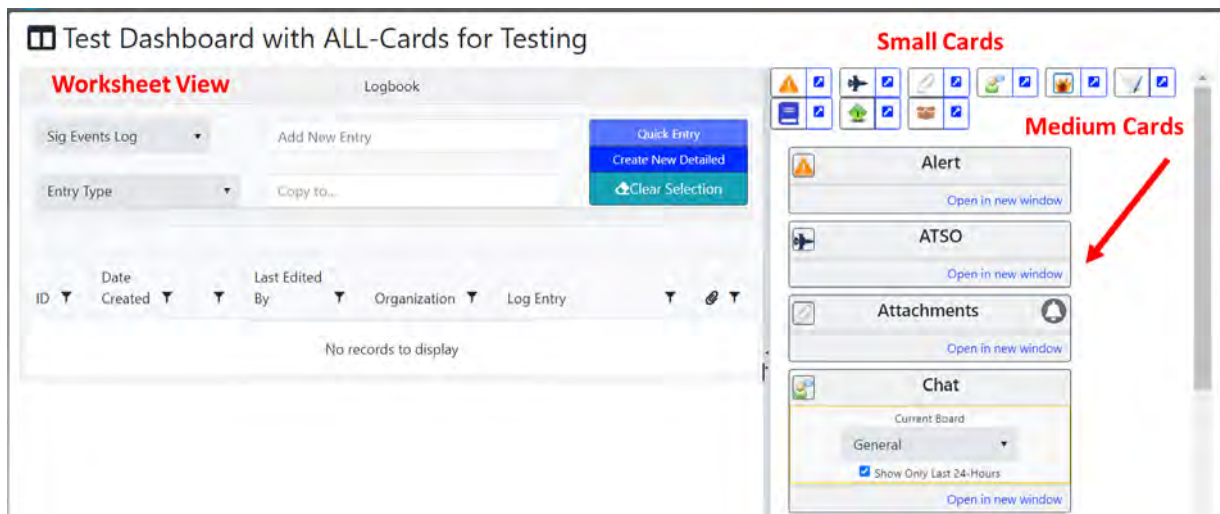 Test Dashboard with ALL-Cards for Testing
Small Cards
Worksheet View
Logbook
Medium Cards
Sig Events Log
Add New Entry
Quick Entry
Create New Detailed
Entry Type
Copy to...
Clear Selection
ID
Date Created
Last Edited By
Organization
Log Entry
No records to display
Alert
Open in new window
ATSO
Open in new window
Attachments
Open in new window
Chat
Current Board
General
Show Only Last 24-Hours
Open in new window